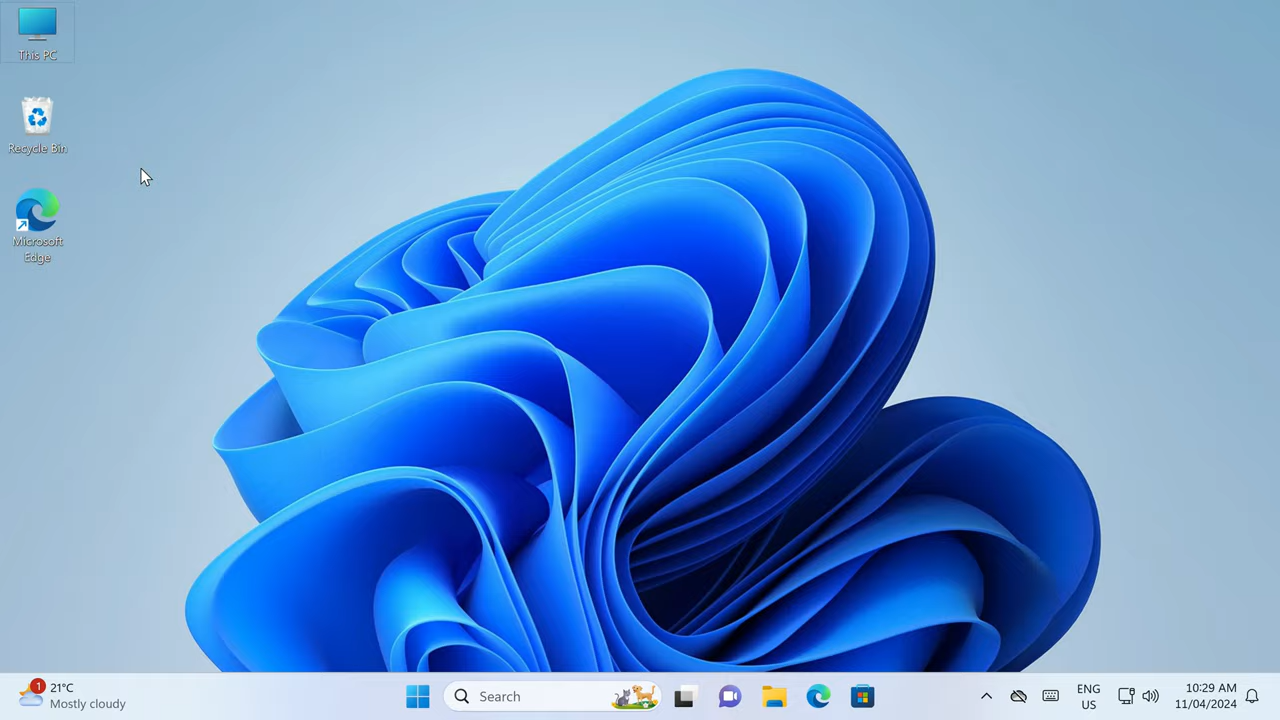 This PC
Recycle Bin
Microsoft
Edge
1
21°C
Mostly cloudy
Search
ENG
US
10:29 AM
11/04/2024